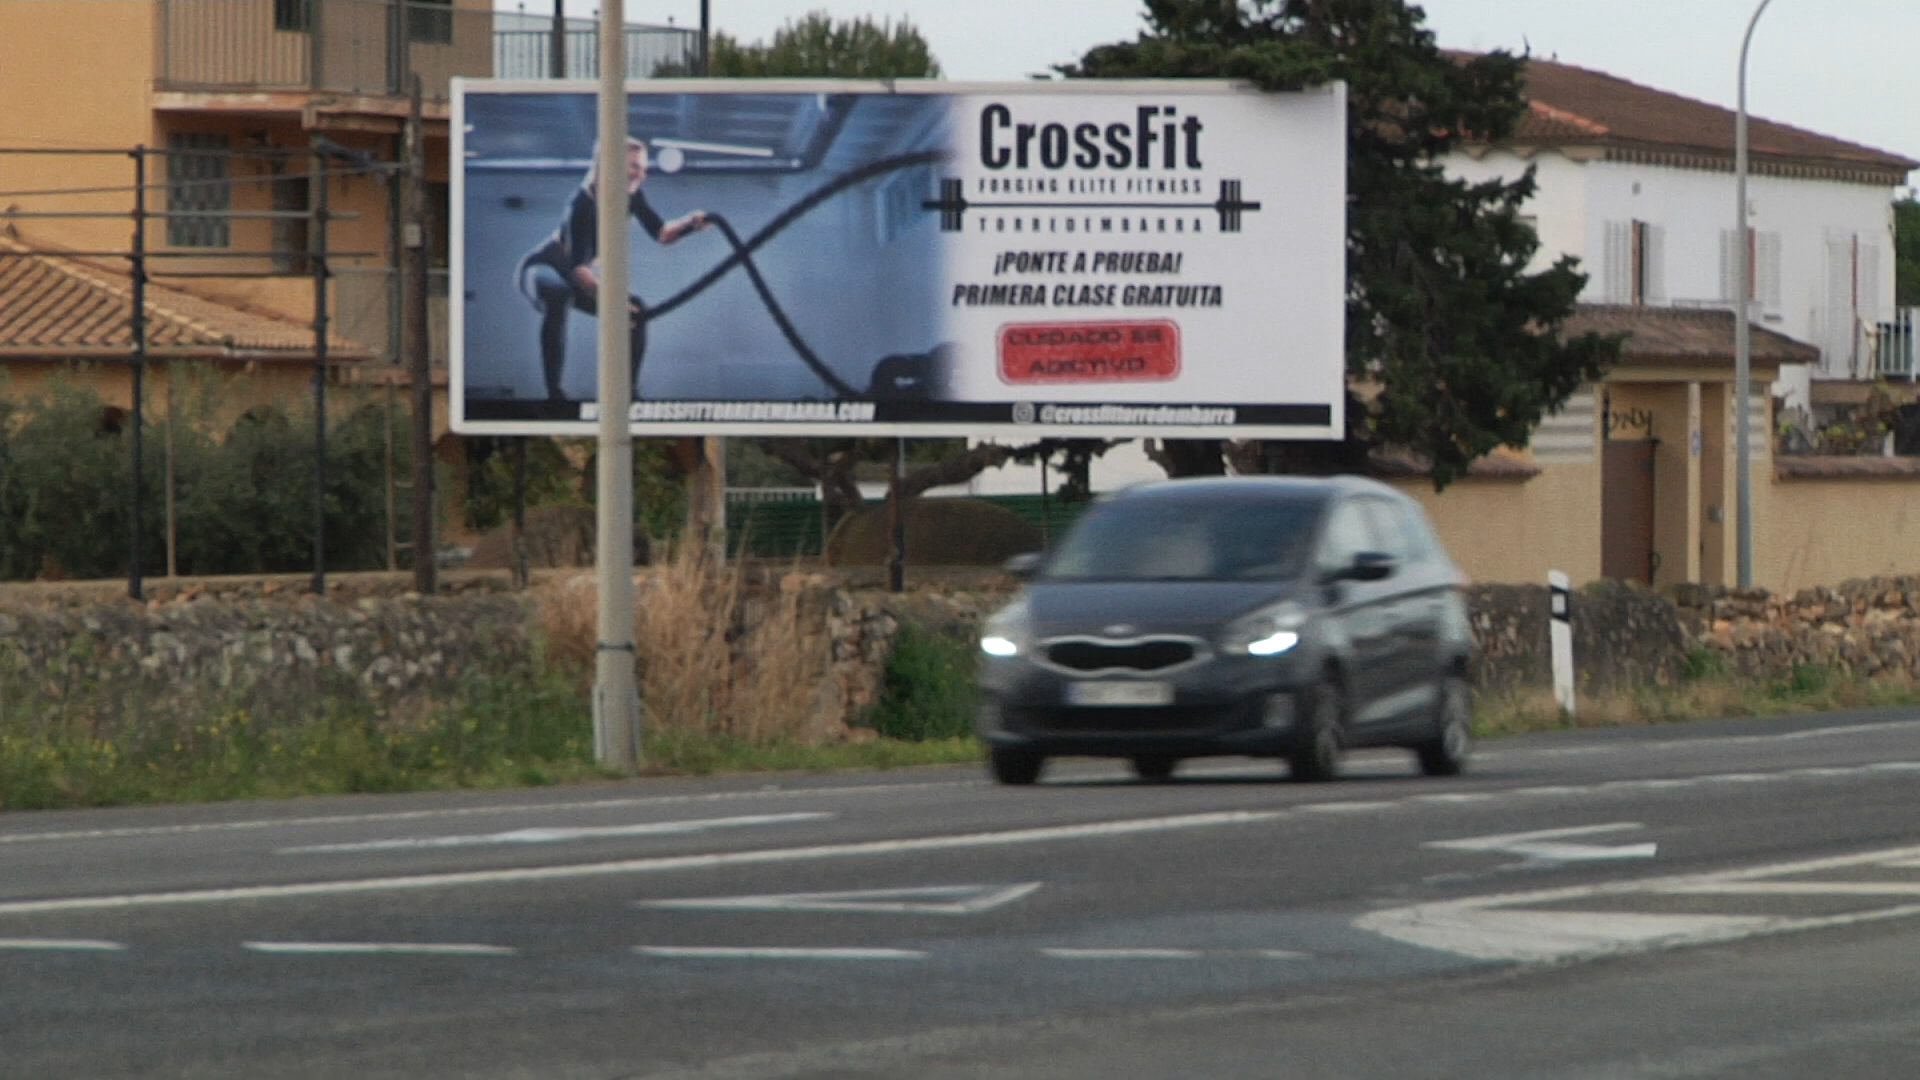 CrossFit
FORGING ELITE FITNESS
TORREDEMBARRA
¡PONTE A PRUEBA!
PRIMERA CLASE GRATUITA
CUIDADO ES
ADICTIVO
CROSSFITTORREDEMBARRA.COM
@crossfittorredembarra